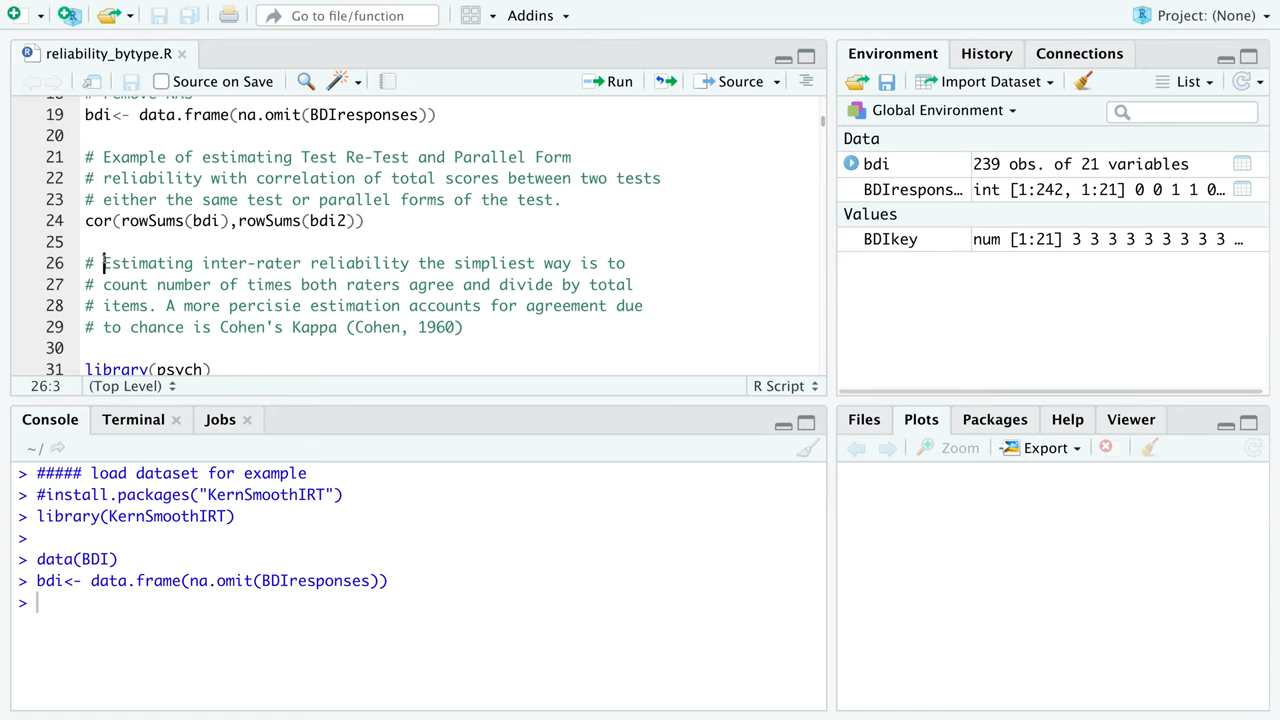 Go to file/function
Addins
Project: (None)
reliability_bytype.R
Source on Save
Run
Source
19 bdi<- data.frame(na.omit(BDIresponses))
20
21 # Example of estimating Test Re-Test and Parallel Form
22 # reliability with correlation of total scores between two tests
23 # either the same test or parallel forms of the test.
24 cor(rowSums(bdi),rowSums(bdi2))
25
26 # Estimating inter-rater reliability the simpliest way is to
27 # count number of times both raters agree and divide by total
28 # items. A more percisie estimation accounts for agreement due
29 # to chance is Cohen's Kappa (Cohen, 1960)
30
31 library(psych)
26:3
(Top Level)
R Script
Console
Terminal
Jobs
~/
> ##### load dataset for example
> #install.packages("KernSmoothIRT")
> library(KernSmoothIRT)
>
> data(BDI)
> bdi<- data.frame(na.omit(BDIresponses))
>
Environment
History
Connections
Import Dataset
List
Global Environment
Data
bdi 239 obs. of 21 variables
BDIrespons… int [1:242, 1:21] 0 0 1 1 0…
Values
BDIkey num [1:21] 3 3 3 3 3 3 3 3 3 …
Files
Plots
Packages
Help
Viewer
Zoom
Export